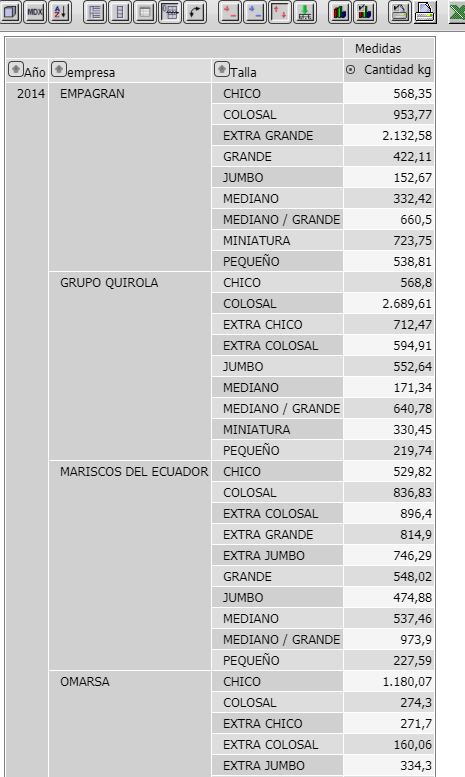 MDX
Medidas
Año empresa Talla Cantidad kg
2014 EMPAGRAN CHICO 568,35
COLOSAL 953,77
EXTRA GRANDE 2.132,58
GRANDE 422,11
JUMBO 152,67
MEDIANO 332,42
MEDIANO / GRANDE 660,5
MINIATURA 723,75
PEQUEÑO 538,81
GRUPO QUIROLA CHICO 568,8
COLOSAL 2.689,61
EXTRA CHICO 712,47
EXTRA COLOSAL 594,91
JUMBO 552,64
MEDIANO 171,34
MEDIANO / GRANDE 640,78
MINIATURA 330,45
PEQUEÑO 219,74
MARISCOS DEL ECUADOR CHICO 529,82
COLOSAL 836,83
EXTRA COLOSAL 896,4
EXTRA GRANDE 814,9
EXTRA JUMBO 746,29
GRANDE 548,02
JUMBO 474,88
MEDIANO 537,46
MEDIANO / GRANDE 973,9
PEQUEÑO 227,59
OMARSA CHICO 1.180,07
COLOSAL 274,3
EXTRA CHICO 271,7
EXTRA COLOSAL 160,06
EXTRA JUMBO 334,3